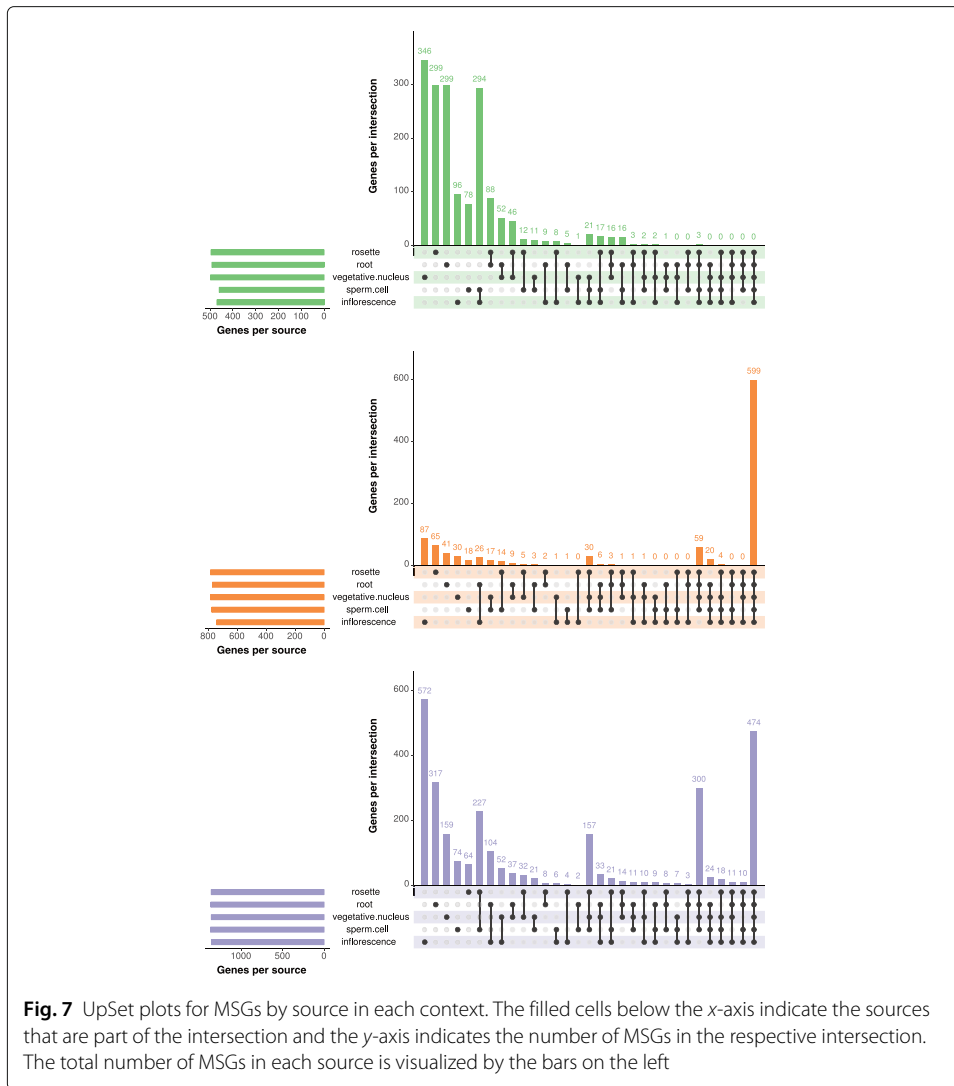 346
299
299
294
300
200
100
0
Genes per intersection
96
78
88
52
46
12 11 9 8 5 1
21 17 16 16
3 2 2 1 0 0 3 0 0 0 0 0
rosette
root
vegetative.nucleus
sperm.cell
inflorescence
500 400 300 200 100 0
Genes per source
600
400
200
0
Genes per intersection
599
87
65
41
30
18
26
17 14 9 5 3 2 1 1 0
30
6 3 1 1 1 0 0 0 0
59
20
4 0 0
rosette
root
vegetative.nucleus
sperm.cell
inflorescence
800 600 400 200 0
Genes per source
600
400
200
0
Genes per intersection
572
317
159
74 64
227
104
52 37 32 21 8 6 4 2
157
33 21 14 11 10 9 8 7 3
300
24 18 11 10
474
rosette
root
vegetative.nucleus
sperm.cell
inflorescence
1000 500 0
Genes per source
Fig. 7 UpSet plots for MSGs by source in each context. The filled cells below the x-axis indicate the sources
that are part of the intersection and the y-axis indicates the number of MSGs in the respective intersection.
The total number of MSGs in each source is visualized by the bars on the left